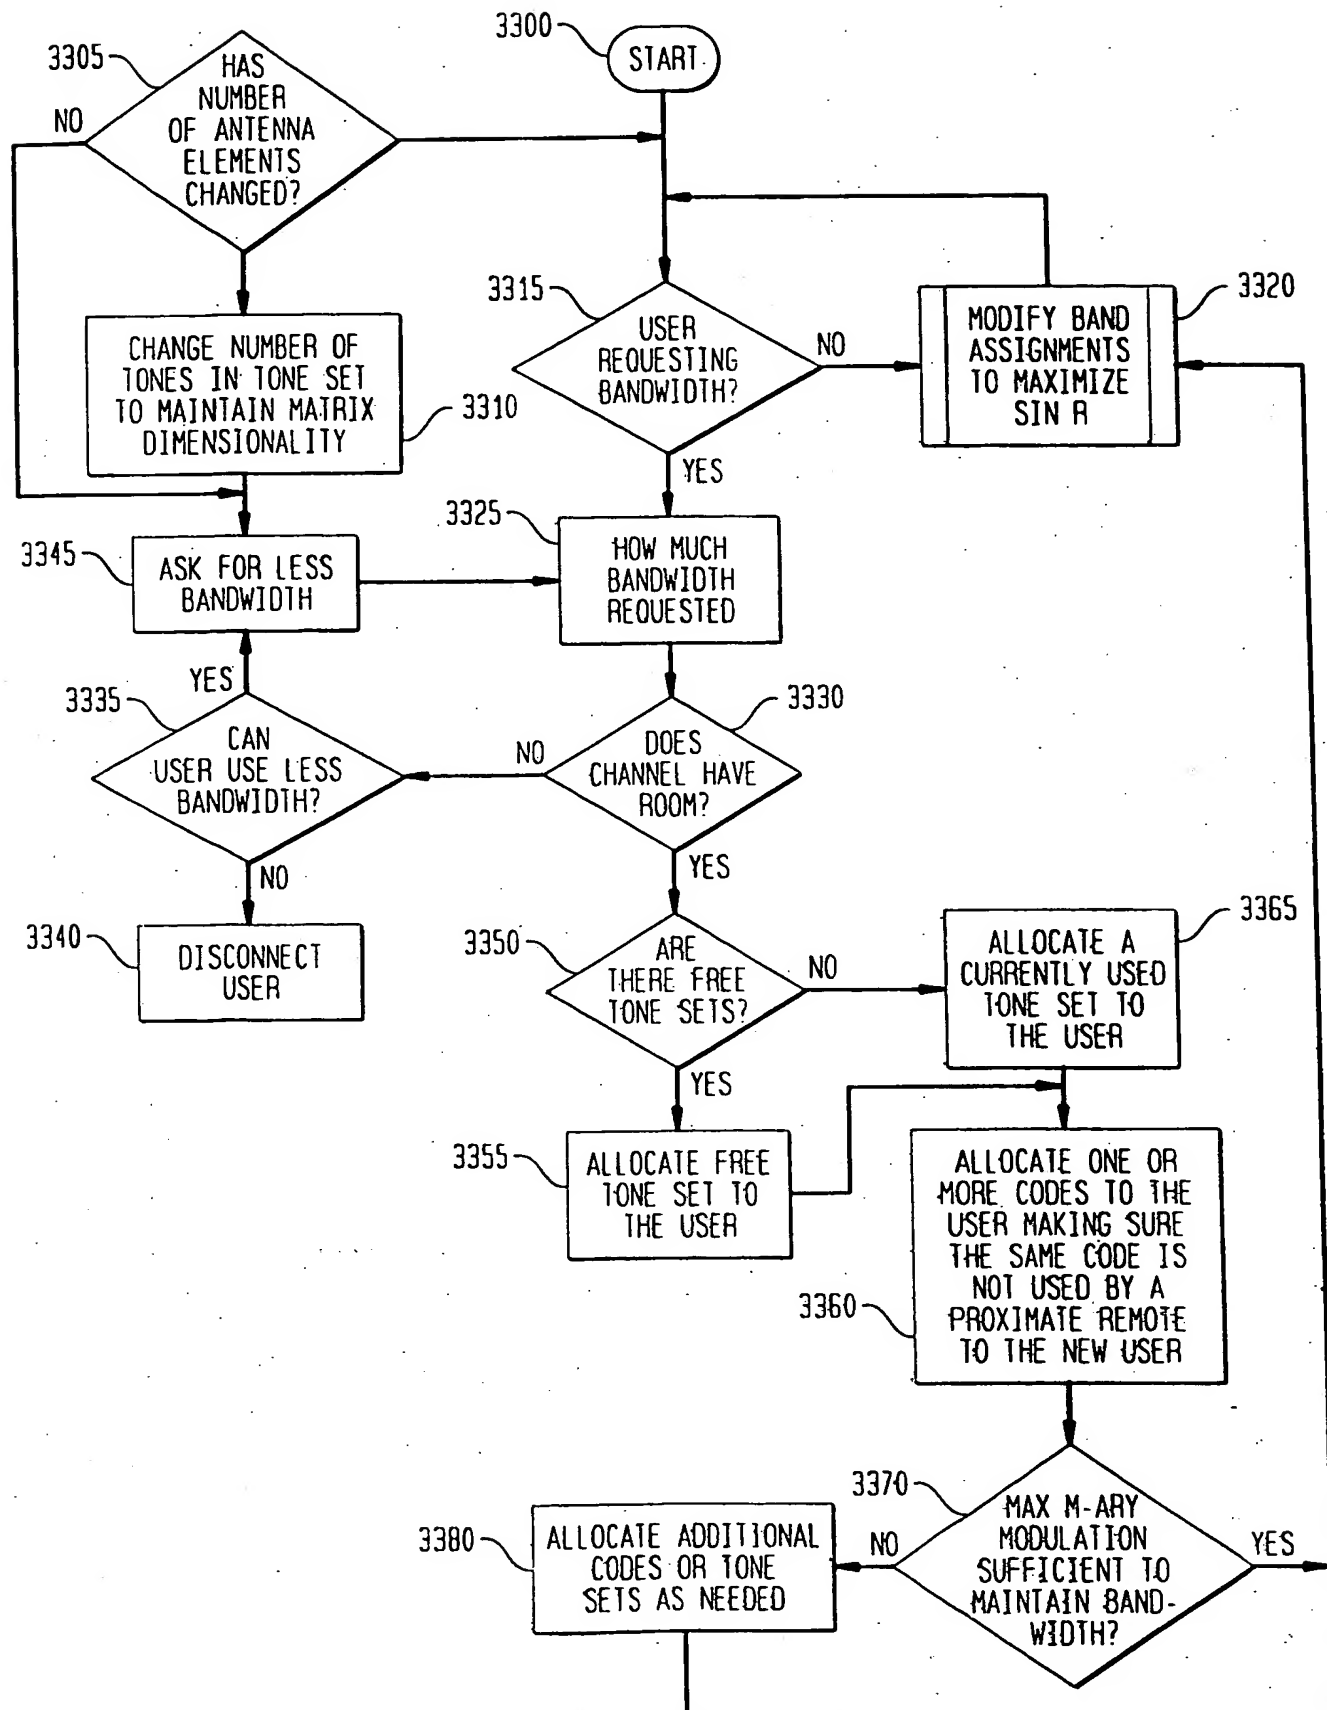 3300
START
3305
HAS
NUMBER
OF ANTENNA
ELEMENTS
CHANGED?
NO
CHANGE NUMBER OF
TONES IN TONE SET
TO MAINTAIN MATRIX
DIMENSIONALITY
3310
3315
USER
REQUESTING
BANDWIDTH?
NO
YES
3320
MODIFY BAND
ASSIGNMENTS
TO MAXIMIZE
SIN R
3325
HOW MUCH
BANDWIDTH
REQUESTED
3345
ASK FOR LESS
BANDWIDTH
YES
3335
CAN
USER USE LESS
BANDWIDTH?
NO
3330
DOES
CHANNEL HAVE
ROOM?
NO
YES
3340
DISCONNECT
USER
3350
ARE
THERE FREE
TONE SETS?
NO
YES
3365
ALLOCATE A
CURRENTLY USED
TONE SET TO
THE USER
3355
ALLOCATE FREE
TONE SET TO
THE USER
3360
ALLOCATE ONE OR
MORE CODES TO THE
USER MAKING SURE
THE SAME CODE IS
NOT USED BY A
PROXIMATE REMOTE
TO THE NEW USER
3370
MAX M-ARY
MODULATION
SUFFICIENT TO
MAINTAIN BAND-
WIDTH?
NO
YES
3380
ALLOCATE ADDITIONAL
CODES OR TONE
SETS AS NEEDED